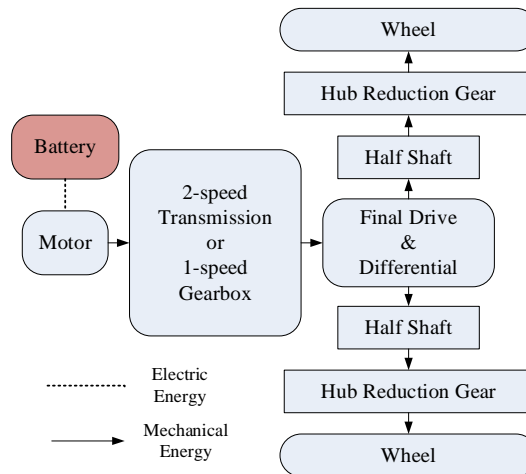 Wheel
Hub Reduction Gear
Half Shaft
Battery
Motor
2-speed
Transmission
or
1-speed
Gearbox
Final Drive
&
Differential
Half Shaft
Hub Reduction Gear
Wheel
Electric
Energy
Mechanical
Energy